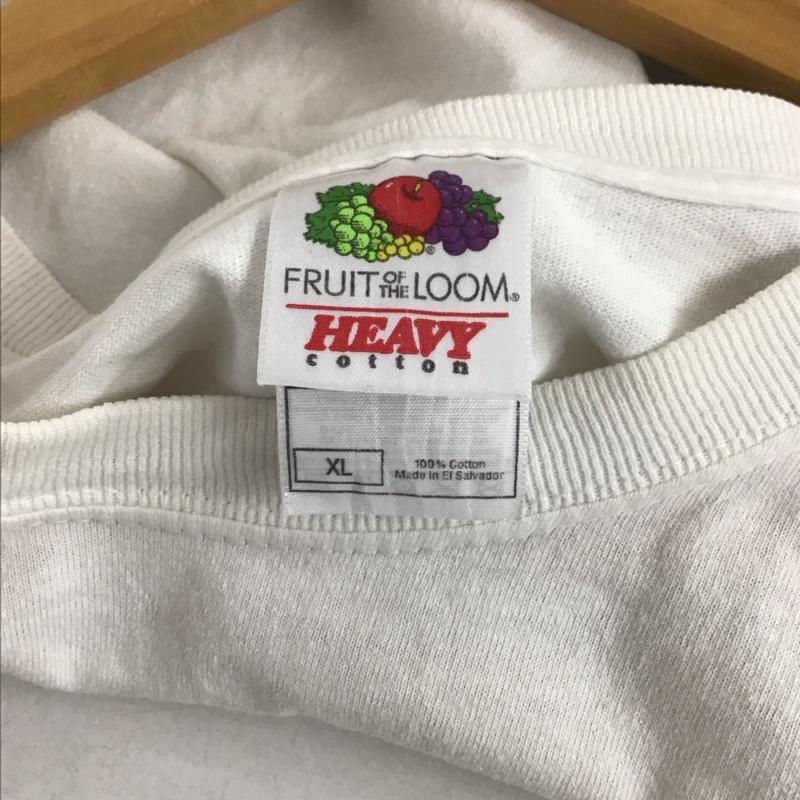 FRUIT OF THE LOOM®
HEAVY
cotton
XL
100% Cotton
Made in El Salvador